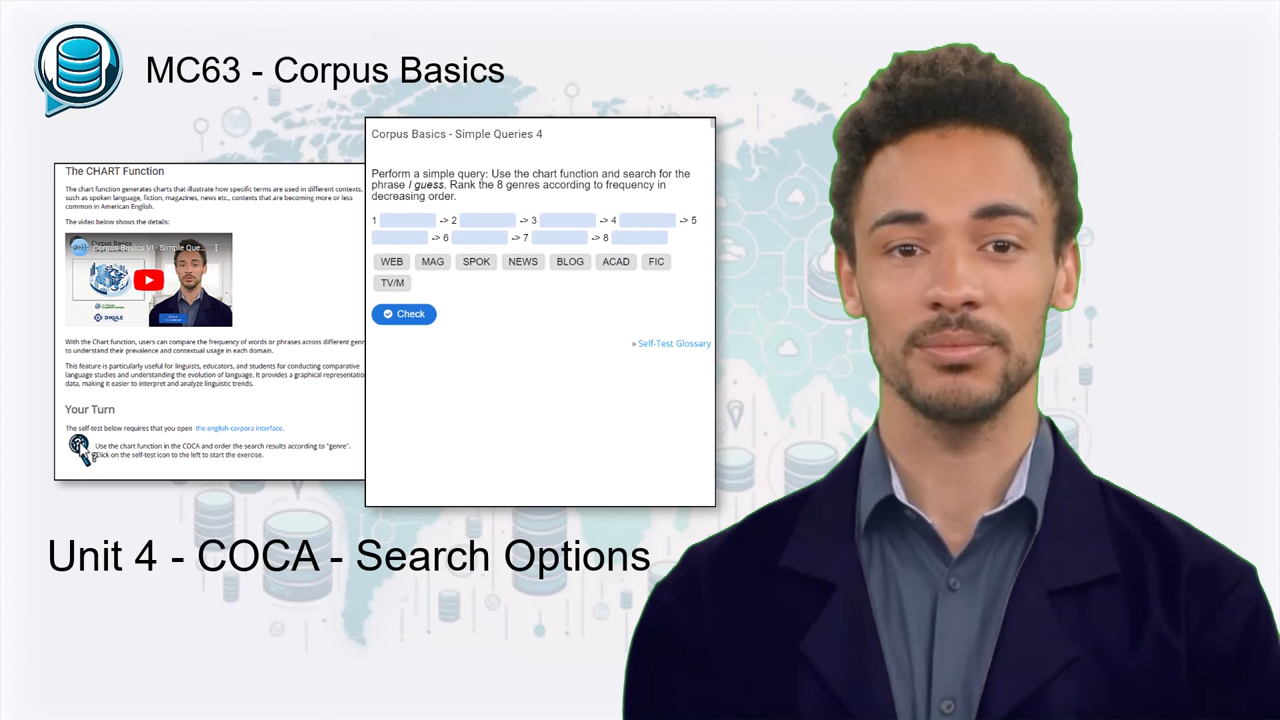 MC63 - Corpus Basics
The CHART Function
The chart function generates charts that illustrate how specific terms are used in different contexts,
such as spoken language, fiction, magazines, news etc., contexts that are becoming more or less
common in American English.
The video below shows the details:
Corpus Basics VI - Simple Que...
DIKULE
With the Chart function, users can compare the frequency of words or phrases across different genr
to understand their prevalence and contextual usage in each domain.
This feature is particularly useful for linguists, educators, and students for conducting comparative
language studies and understanding the evolution of language. It provides a graphical representatio
data, making it easier to interpret and analyze linguistic trends.
Your Turn
The self-test below requires that you open the english-corpora interface.
Use the chart function in the COCA and order the search results according to "genre".
Click on the self-test icon to the left to start the exercise.
Corpus Basics - Simple Queries 4
Perform a simple query: Use the chart function and search for the
phrase I guess. Rank the 8 genres according to frequency in
decreasing order.
1 -> 2 -> 3 -> 4 -> 5
-> 6 -> 7 -> 8
WEB MAG SPOK NEWS BLOG ACAD FIC
TV/M
Check
» Self-Test Glossary
Unit 4 - COCA - Search Options